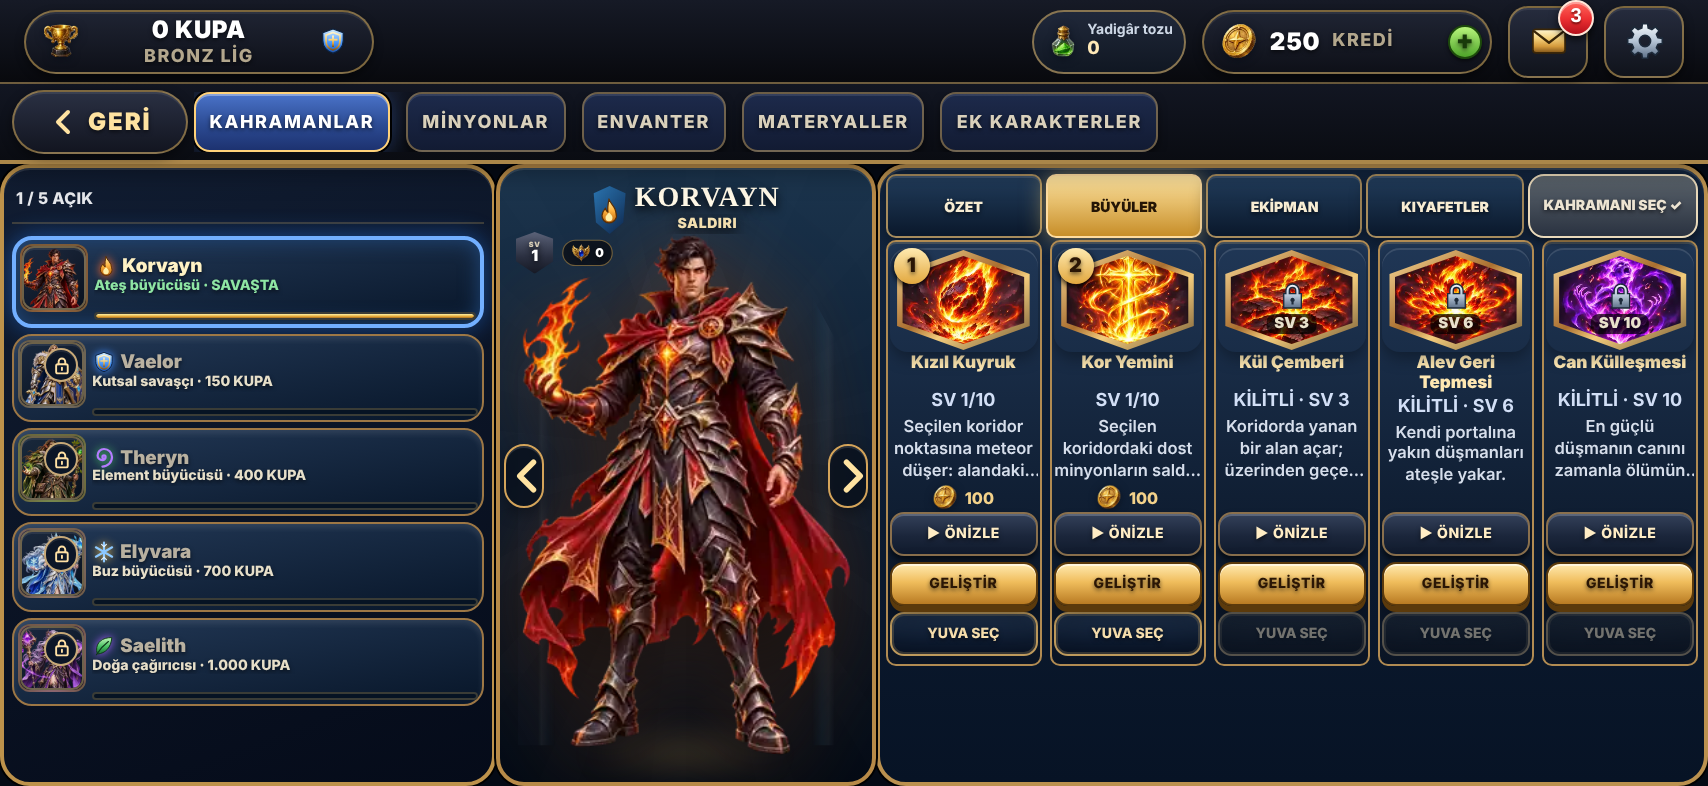 0 KUPA
BRONZ LİG
Yadigâr tozu
0
250 KREDİ
3
GERİ
KAHRAMANLAR
MİNYONLAR
ENVANTER
MATERYALLER
EK KARAKTERLER
1 / 5 AÇIK
Korvayn
Ateş büyücüsü · SAVAŞTA
Vaelor
Kutsal savaşçı · 150 KUPA
Theryn
Element büyücüsü · 400 KUPA
Elyvara
Buz büyücüsü · 700 KUPA
Saelith
Doğa çağırıcısı · 1.000 KUPA
KORVAYN
SALDIRI
SV
1
0
ÖZET
BÜYÜLER
EKİPMAN
KIYAFETLER
KAHRAMANI SEÇ ✓
1
Kızıl Kuyruk
SV 1/10
Seçilen koridor
noktasına meteor
düşer: alandaki...
100
▶ ÖNİZLE
GELİŞTİR
YUVA SEÇ
2
Kor Yemini
SV 1/10
Seçilen
koridordaki dost
minyonların sald...
100
▶ ÖNİZLE
GELİŞTİR
YUVA SEÇ
SV 3
Kül Çemberi
KİLİTLİ · SV 3
Koridorda yanan
bir alan açar;
üzerinden geçe...
▶ ÖNİZLE
GELİŞTİR
YUVA SEÇ
SV 6
Alev Geri
Tepmesi
KİLİTLİ · SV 6
Kendi portalına
yakın düşmanları
ateşle yakar.
▶ ÖNİZLE
GELİŞTİR
YUVA SEÇ
SV 10
Can Külleşmesi
KİLİTLİ · SV 10
En güçlü
düşmanın canını
zamanla ölümün...
▶ ÖNİZLE
GELİŞTİR
YUVA SEÇ